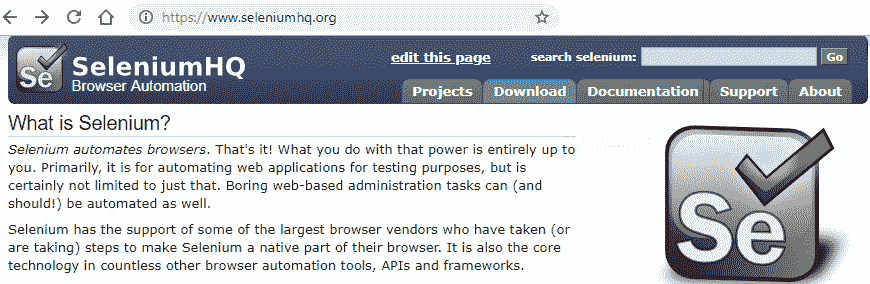 https://www.seleniumhq.org
edit this page
search selenium:
Go
Se
SeleniumHQ
Browser Automation
Projects
Download
Documentation
Support
About
What is Selenium?
Selenium automates browsers. That's it! What you do with that power is entirely up to
you. Primarily, it is for automating web applications for testing purposes, but is
certainly not limited to just that. Boring web-based administration tasks can (and
should!) be automated as well.
Selenium has the support of some of the largest browser vendors who have taken (or
are taking) steps to make Selenium a native part of their browser. It is also the core
technology in countless other browser automation tools, APIs and frameworks.
Se